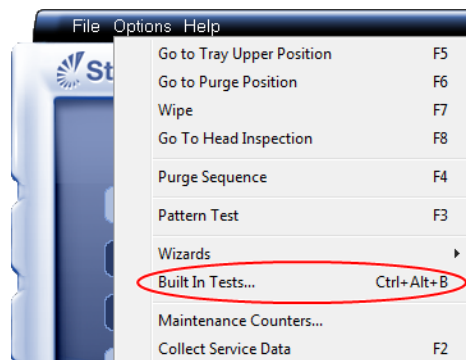 File Options Help
St
Go to Tray Upper Position F5
Go to Purge Position F6
Wipe F7
Go To Head Inspection F8
Purge Sequence F4
Pattern Test F3
Wizards
Built In Tests... Ctrl+Alt+B
Maintenance Counters...
Collect Service Data F2